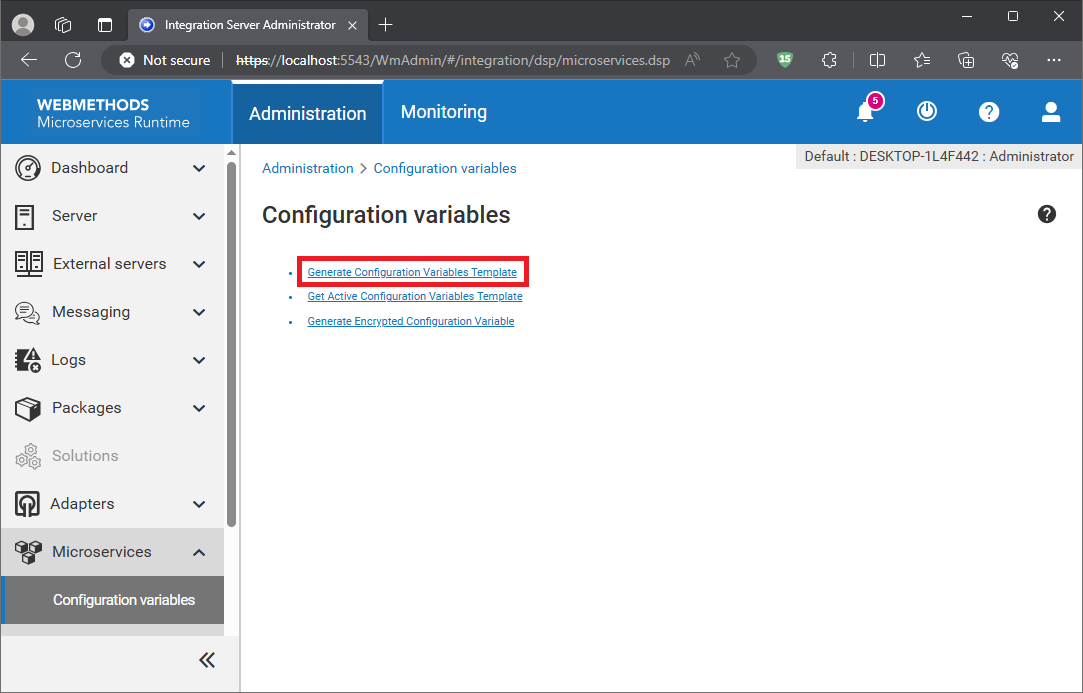 Integration Server Administrator
Not secure
https://localhost:5543/WmAdmin/#/integration/dsp/microservices.dsp
15
WEBMETHODS
Microservices Runtime
Administration
Monitoring
5
Default : DESKTOP-1L4F442 : Administrator
Dashboard
Server
External servers
Messaging
Logs
Packages
Solutions
Adapters
Microservices
Configuration variables
Administration > Configuration variables
Configuration variables
Generate Configuration Variables Template
Get Active Configuration Variables Template
Generate Encrypted Configuration Variable